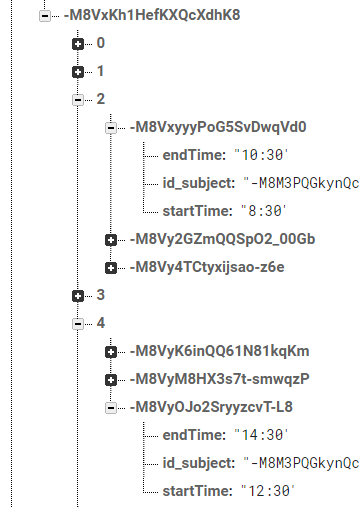 -M8VxKh1HefKXQcXdhK8
0
1
2
-M8VxyyyPoG5SvDwqVd0
endTime: "10:30'
id_subject: "-M8M3PQGkynQc
startTime: "8:30'
-M8Vy2GZmQQSpO2_00Gb
-M8Vy4TCtyxijsao-z6e
3
4
-M8VyK6inQQ61N81kqKm
-M8VyM8HX3s7t-smwqzP
-M8VyOJo2SryyzcvT-L8
endTime: "14:30'
id_subject: "-M8M3PQGkynQc
startTime: "12:30'